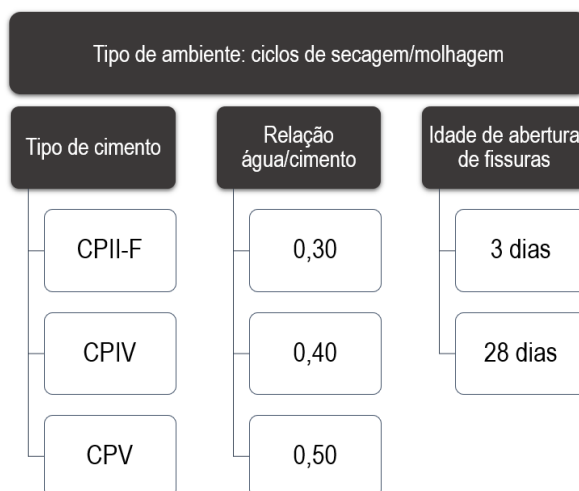 Tipo de ambiente: ciclos de secagem/molhagem
Tipo de cimento
CPII-F
CPIV
CPV
Relação
água/cimento
0,30
0,40
0,50
Idade de abertura
de fissuras
3 dias
28 dias